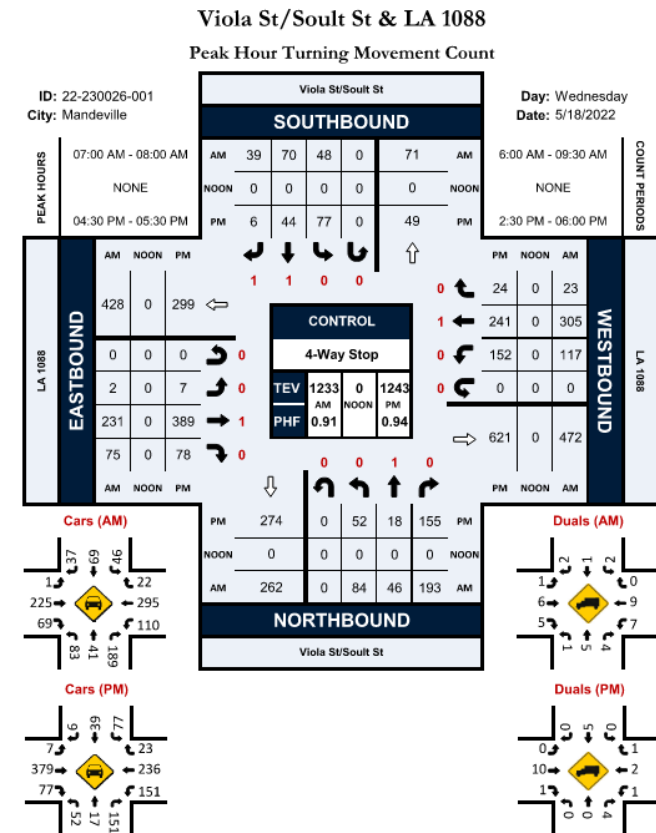 Viola St/Soult St & LA 1088
Peak Hour Turning Movement Count
ID: 22-230026-001
City: Mandeville
Day: Wednesday
Date: 5/18/2022
Viola St/Soult St
SOUTHBOUND
PEAK HOURS
07:00 AM - 08:00 AM
NONE
04:30 PM - 05:30 PM
AM 39 70 48 0 71 AM
NOON 0 0 0 0 0 NOON
PM 6 44 77 0 49 PM
6:00 AM - 09:30 AM
NONE
2:30 PM - 06:00 PM
COUNT PERIODS
1 1 0 0
LA 1088
EASTBOUND
AM NOON PM
428 0 299
0 0 0 0
2 0 7 0
231 0 389 1
75 0 78 0
AM NOON PM
CONTROL
4-Way Stop
TEV 1233 0 1243
AM NOON PM
PHF 0.91 0.94
PM NOON AM
0 24 0 23
1 241 0 305
0 152 0 117
0 0 0 0
621 0 472
PM NOON AM
WESTBOUND
LA 1088
0 0 1 0
PM 274 0 52 18 155 PM
NOON 0 0 0 0 0 NOON
AM 262 0 84 46 193 AM
NORTHBOUND
Viola St/Soult St
Cars (AM)
37 69 46
1 22
225 295
69 110
83 41 189
Duals (AM)
2 1 2
1 0
6 9
5 7
1 5 4
Cars (PM)
6 39 77
7 23
379 236
77 151
52 17 151
Duals (PM)
0 5 0
0 1
10 2
1 1
0 0 4